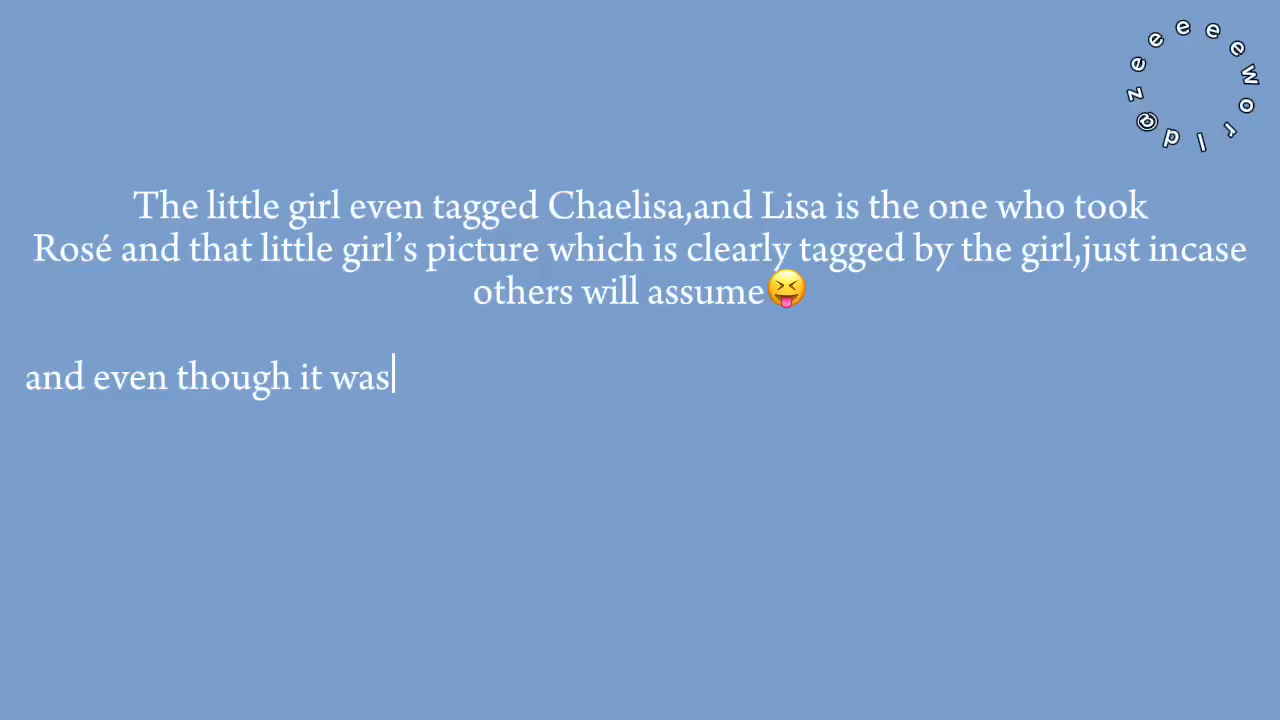 @zeeeeeworld
The little girl even tagged Chaelisa,and Lisa is the one who took
Rosé and that little girl’s picture which is clearly tagged by the girl,just incase
others will assume😝
and even though it was